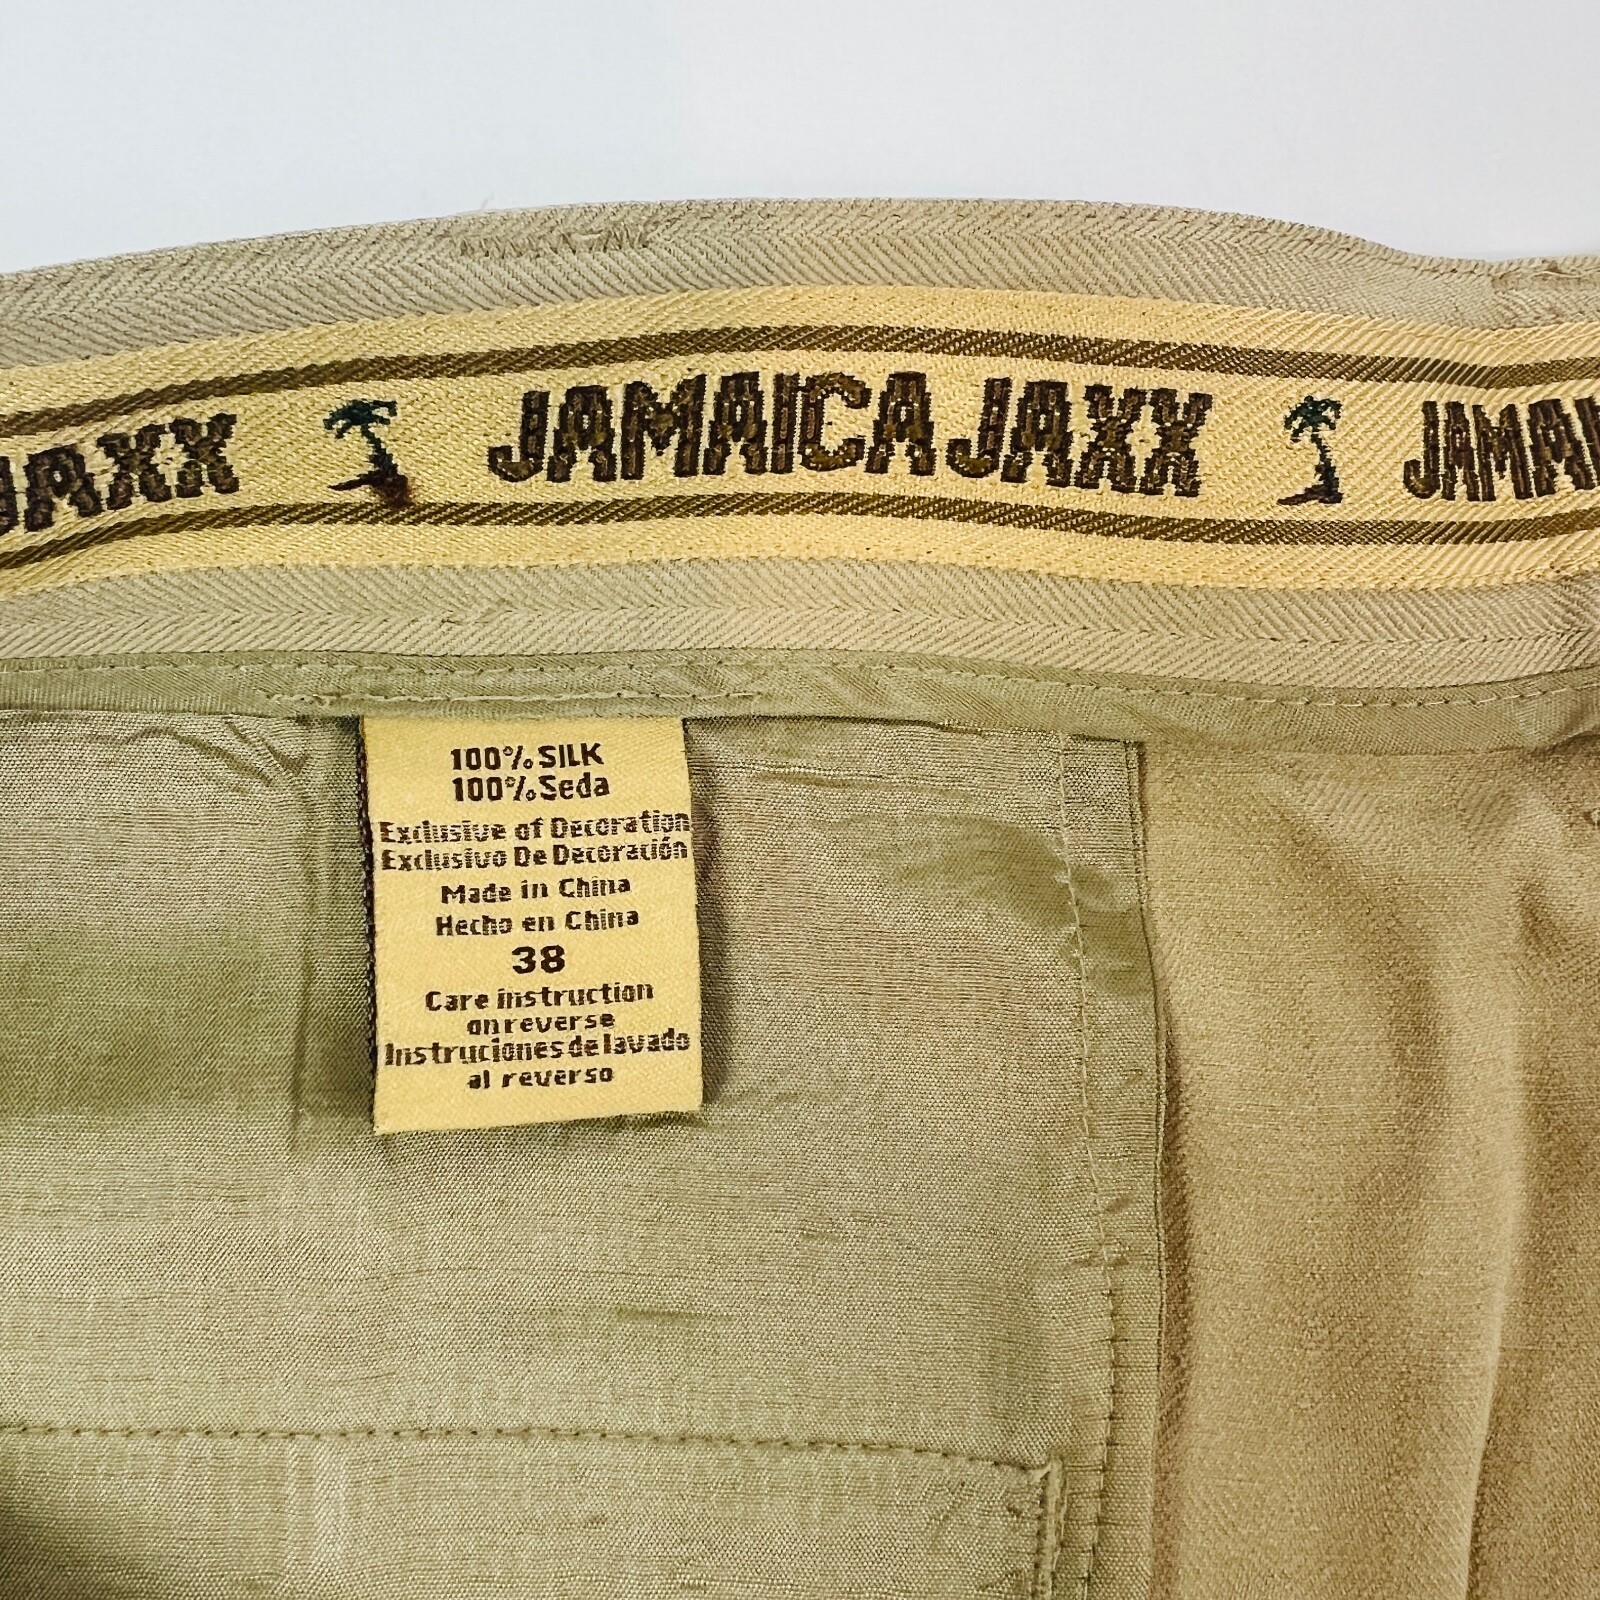 JAXX JAMAICA JAXX JAMAI
100% SILK
100% Seda
Exclusive of Decoration
Exclusivo De Decoración
Made in China
Hecho en China
38
Care instruction
on reverse
Instruciones de lavado
al reverso